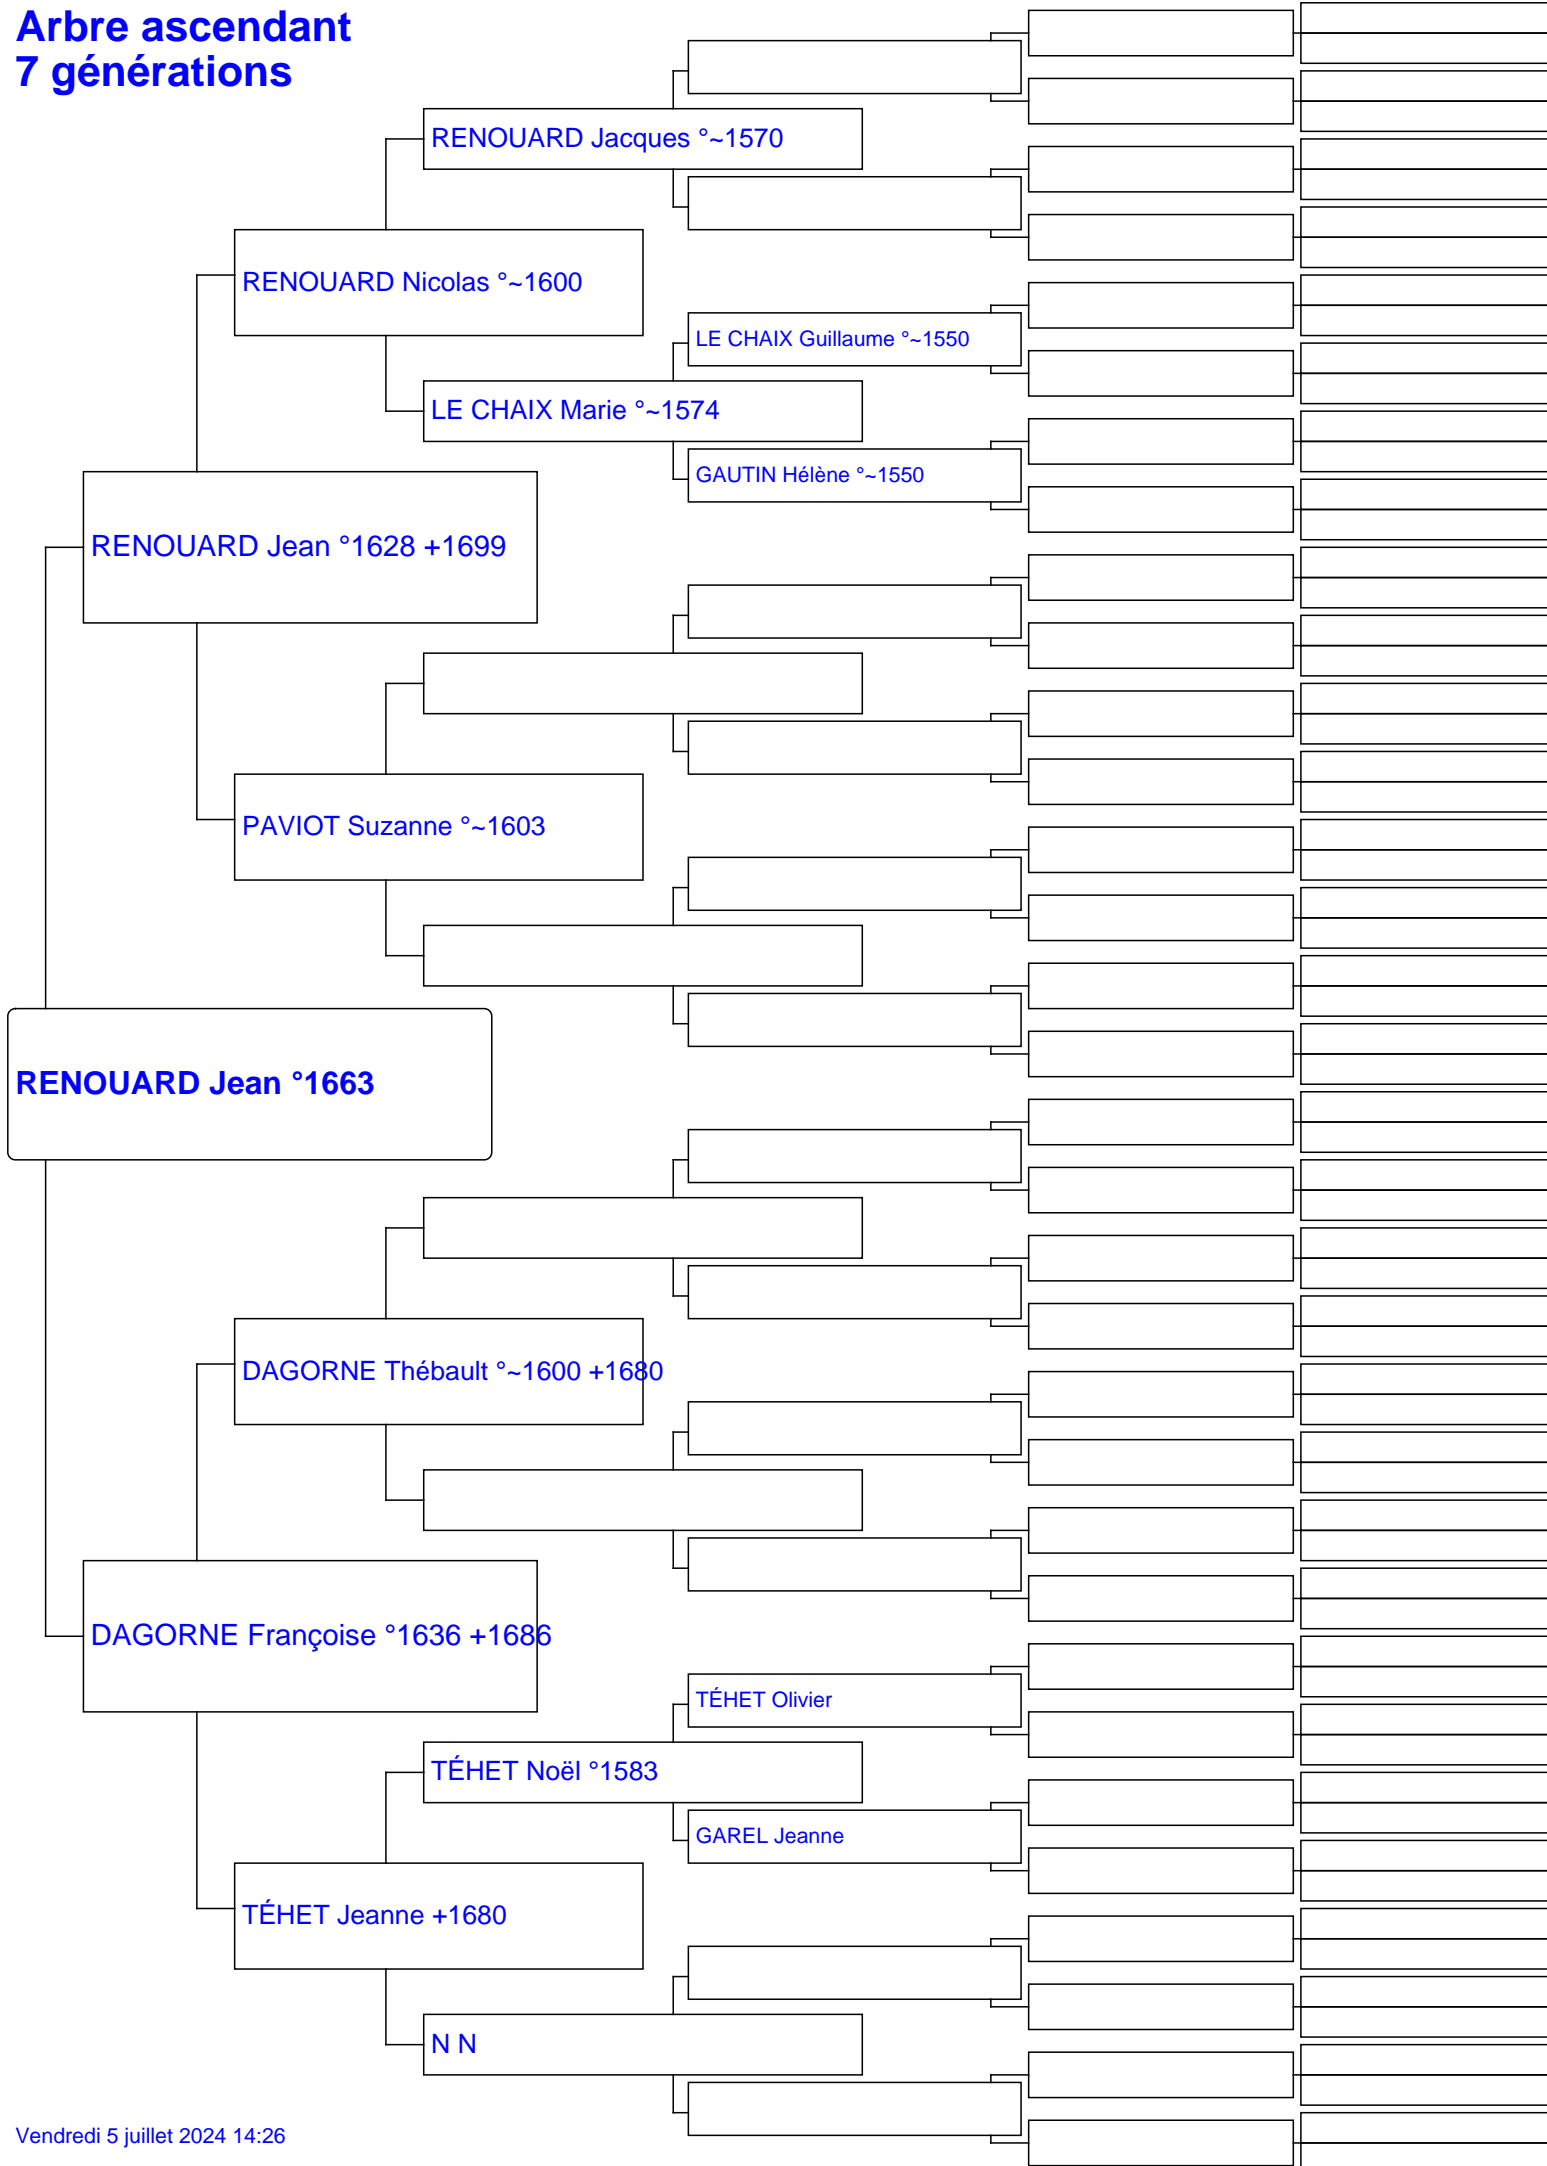 Arbre ascendant
7 générations
RENOUARD Jacques °~1570
RENOUARD Nicolas °~1600
LE CHAIX Guillaume °~1550
LE CHAIX Marie °~1574
GAUTIN Hélène °~1550
RENOUARD Jean °1628 +1699
PAVIOT Suzanne °~1603
RENOUARD Jean °1663
DAGORNE Thébault °~1600 +1680
DAGORNE Françoise °1636 +1686
TÉHET Olivier
TÉHET Noël °1583
GAREL Jeanne
TÉHET Jeanne +1680
N N
Vendredi 5 juillet 2024 14:26